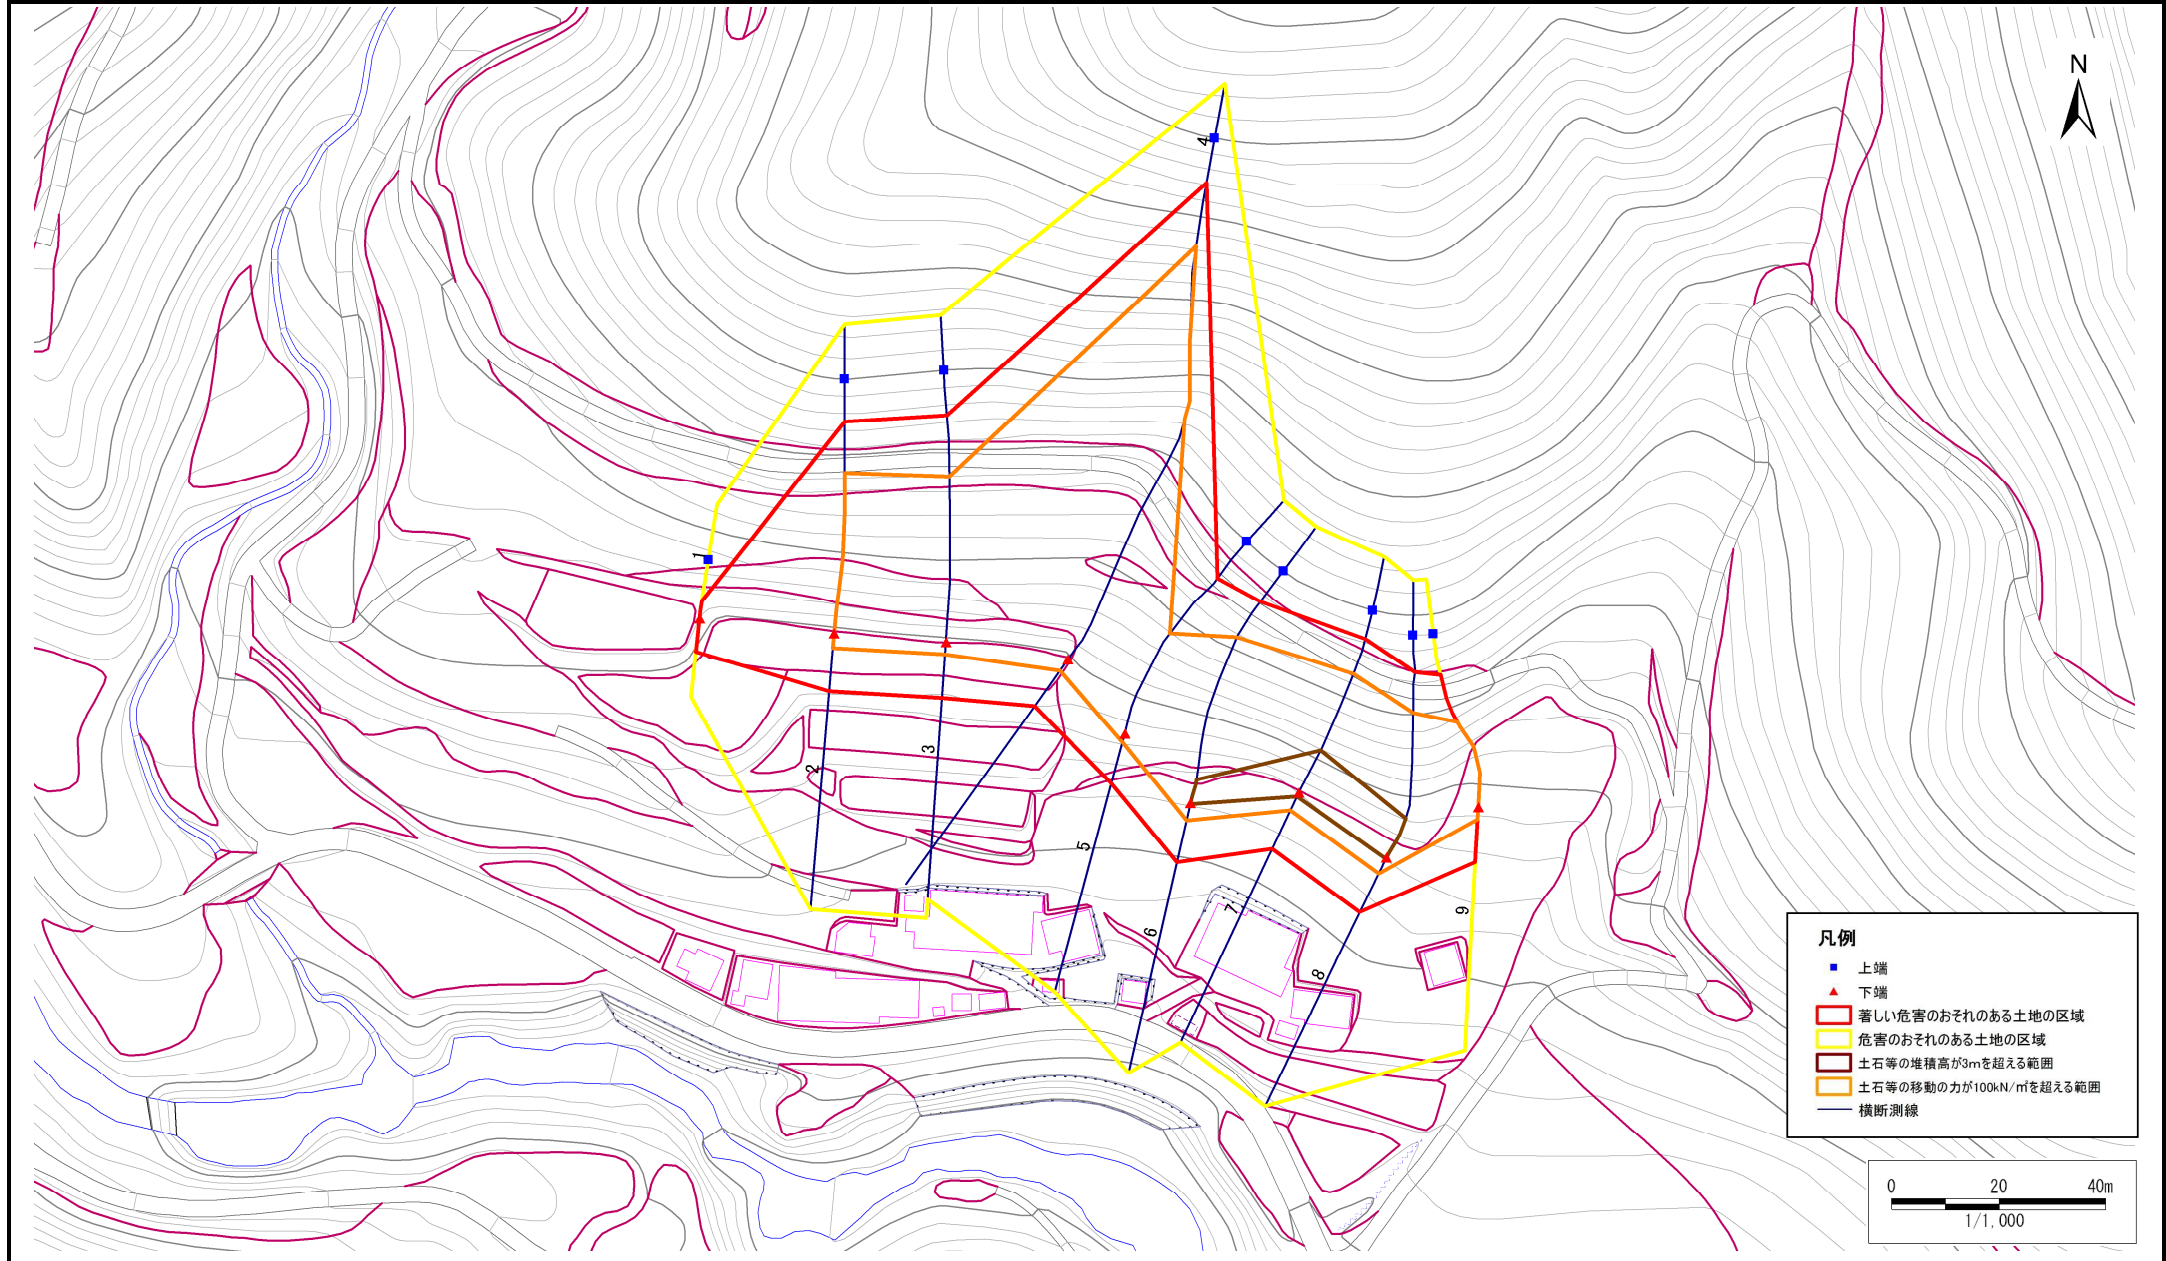 N
4
1
3
2
5
6
7
8
9
凡例
上端
下端
著しい危害のおそれのある土地の区域
危害のおそれのある土地の区域
土石等の堆積高が3mを超える範囲
土石等の移動の力が100kN/㎡を超える範囲
横断測線
0 20 40m
1/1,000